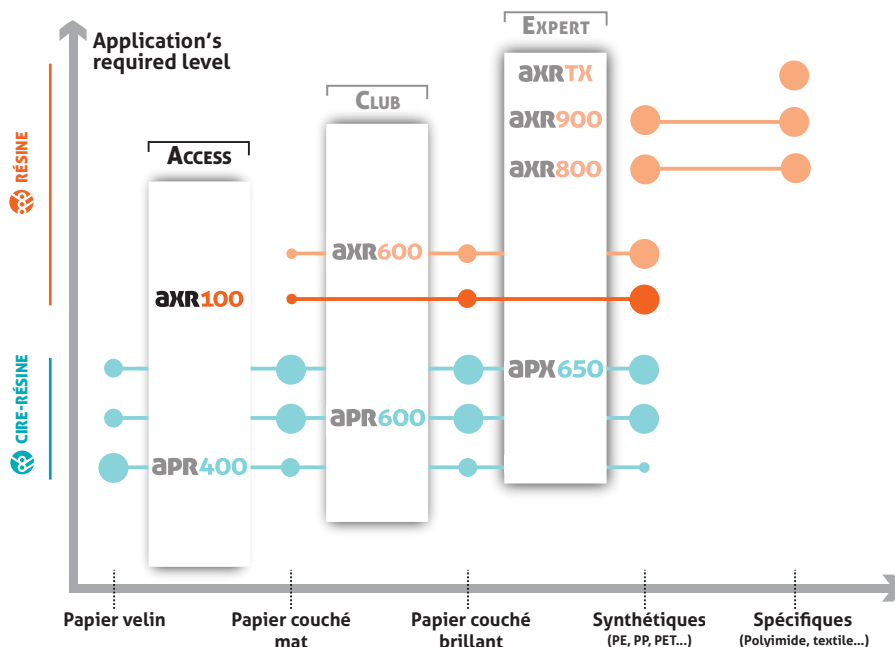 Application's
required level
EXPERT
CLUB
ACCESS
aXRTX
aXR900
aXR800
aXR600
aXR100
aPX650
aPR600
aPR400
RÉSINE
CIRE-RÉSINE
Papier velin
Papier couché
mat
Papier couché
brillant
Synthétiques
(PE, PP, PET...)
Spécifiques
(Polyimide, textile...)